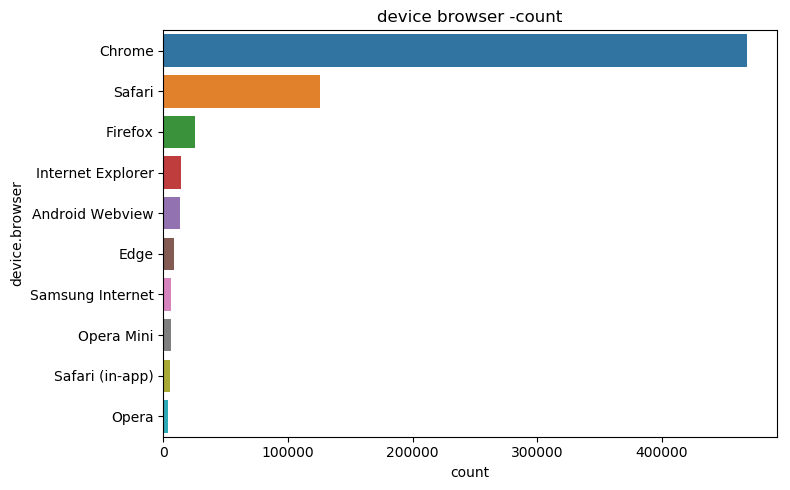 device browser -count
device.browser
Chrome
Safari
Firefox
Internet Explorer
Android Webview
Edge
Samsung Internet
Opera Mini
Safari (in-app)
Opera
0 100000 200000 300000 400000
count